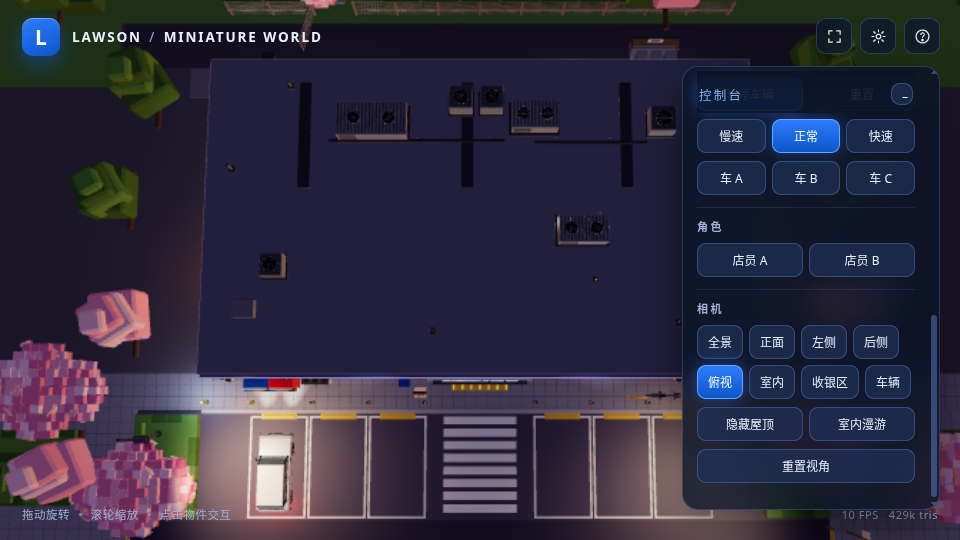 L LAWSON / MINIATURE WORLD
控制台
重置
慢速 正常 快速
车 A 车 B 车 C
角色
店员 A 店员 B
相机
全景 正面 左侧 后侧
俯视 室内 收银区 车辆
隐藏屋顶 室内漫游
重置视角
拖动旋转 · 滚轮缩放 · 点击物件交互
10 FPS 429k tris